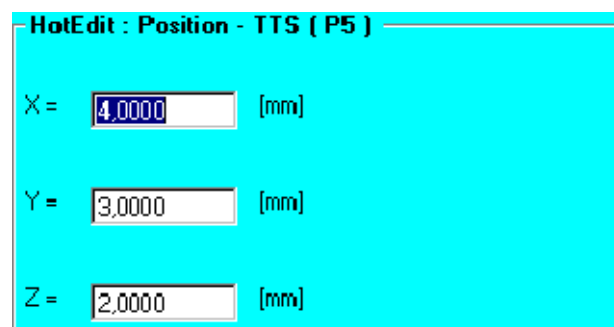 HotEdit : Position - TTS ( P5 )
X = 4,0000 [mm]
Y = 3,0000 [mm]
Z = 2,0000 [mm]